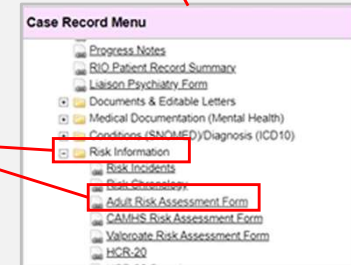 Case Record Menu
Progress Notes
RIO Patient Record Summary
Liaison Psychiatry Form
Documents & Editable Letters
Medical Documentation (Mental Health)
Conditions (SNOMED)/Diagnosis (ICD10)
Risk Information
Risk Incidents
Risk Chronology
Adult Risk Assessment Form
CAMHS Risk Assessment Form
Valproate Risk Assessment Form
HCR-20